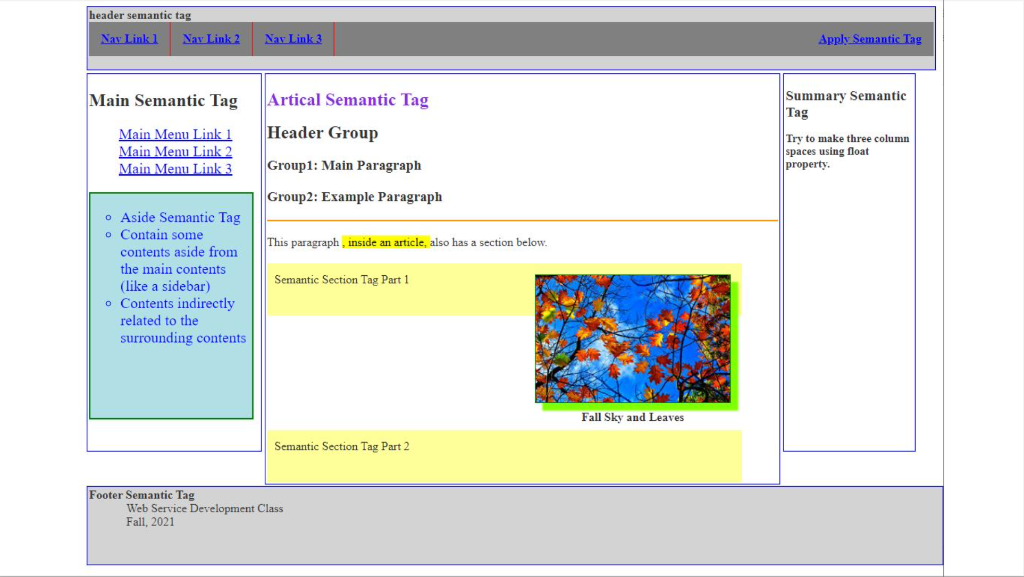 header semantic tag
Nav Link 1 Nav Link 2 Nav Link 3 Apply Semantic Tag
Main Semantic Tag
Main Menu Link 1
Main Menu Link 2
Main Menu Link 3
Aside Semantic Tag
Contain some
contents aside from
the main contents
(like a sidebar)
Contents indirectly
related to the
surrounding contents
Artical Semantic Tag
Header Group
Group1: Main Paragraph
Group2: Example Paragraph
This paragraph , inside an article, also has a section below.
Semantic Section Tag Part 1
Fall Sky and Leaves
Semantic Section Tag Part 2
Summary Semantic
Tag
Try to make three column
spaces using float
property.
Footer Semantic Tag
Web Service Development Class
Fall, 2021